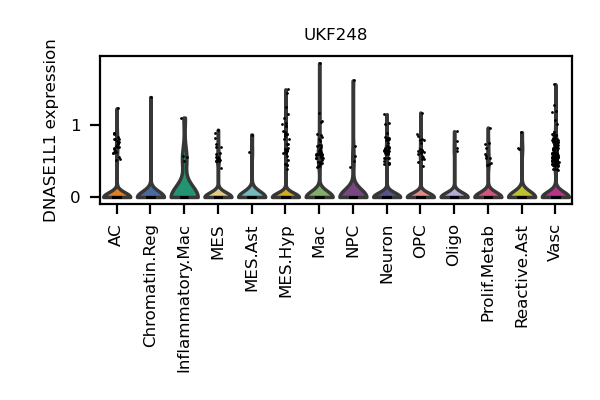 UKF248
DNASE1L1 expression
1
0
AC
Chromatin.Reg
Inflammatory.Mac
MES
MES.Ast
MES.Hyp
Mac
NPC
Neuron
OPC
Oligo
Prolif.Metab
Reactive.Ast
Vasc